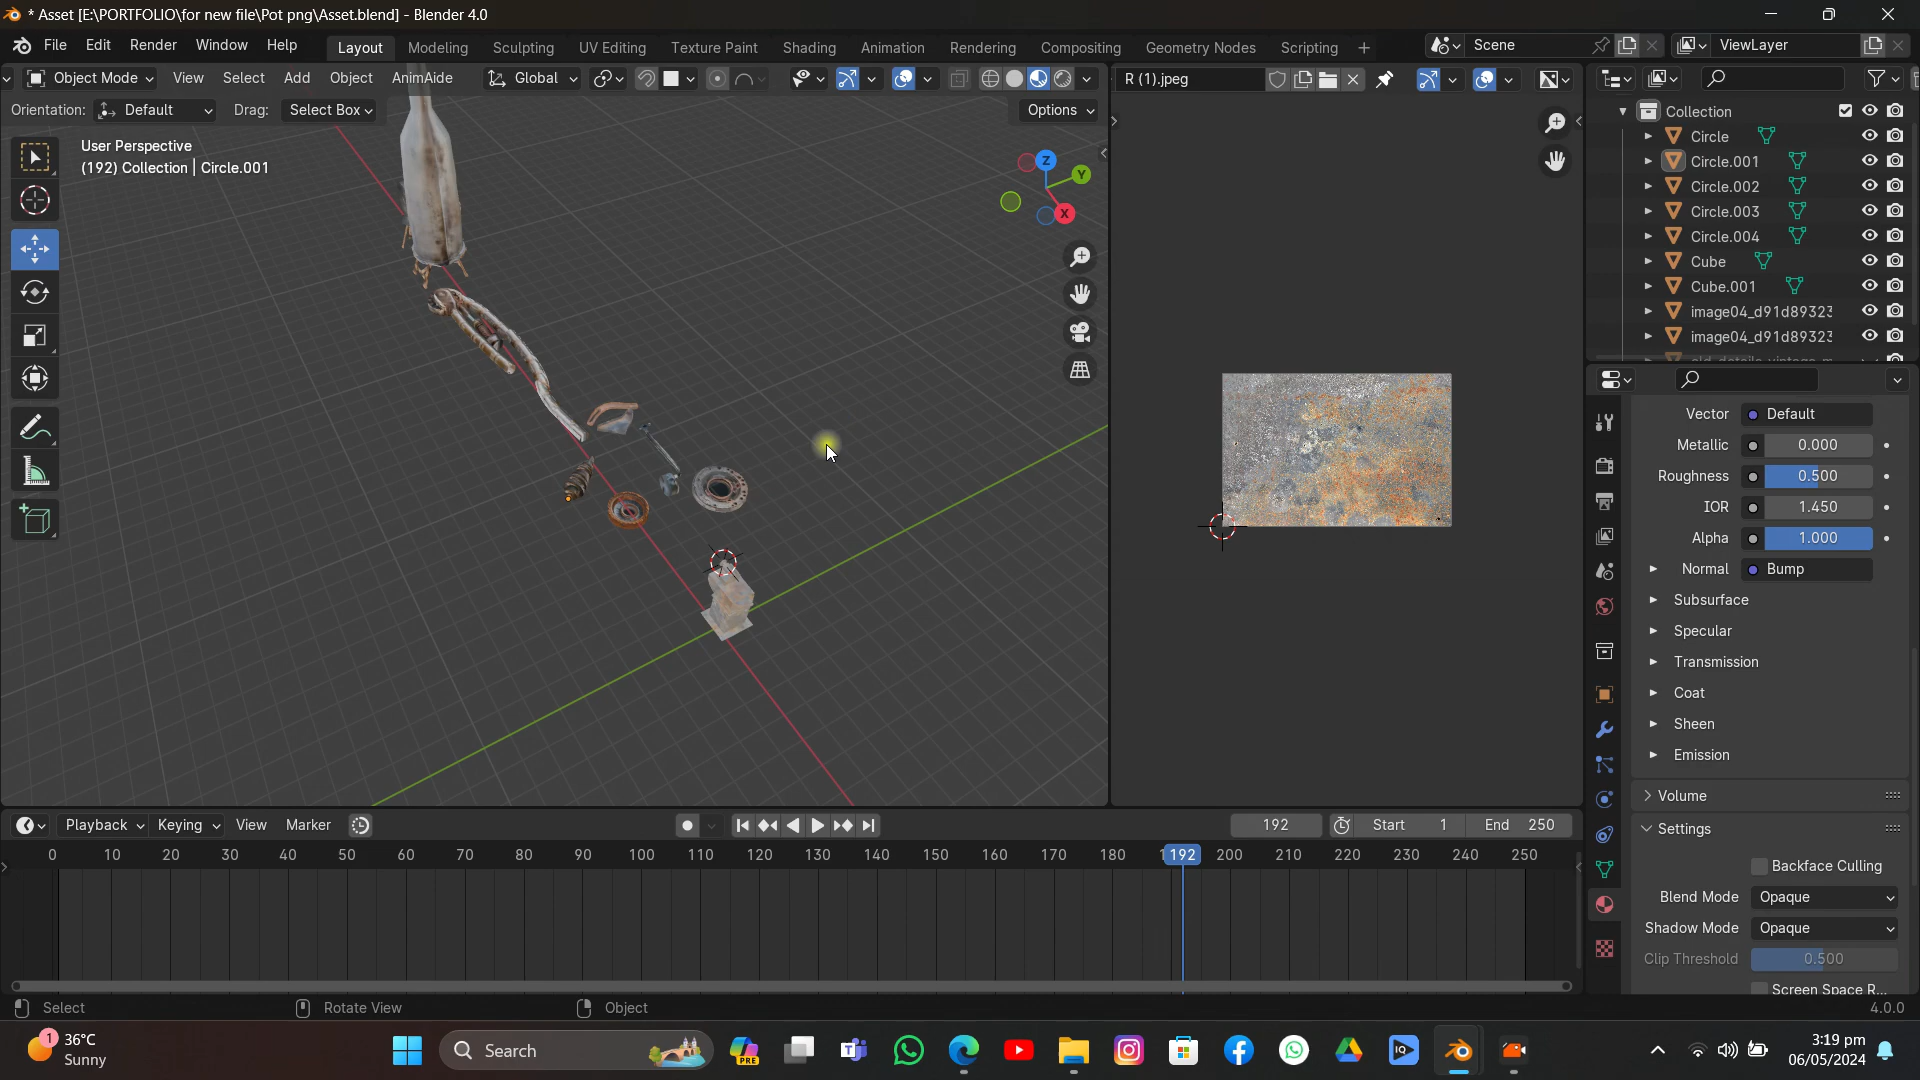 * Asset [E:\PORTFOLIO\for new file\Pot png\Asset.blend] - Blender 4.0
File Edit Render Window Help Layout Modeling Sculpting UV Editing Texture Paint Shading Animation Rendering Compositing Geometry Nodes Scripting + Scene ViewLayer
Object Mode View Select Add Object AnimAide Global R (1).jpeg
Orientation: Default Drag: Select Box Options
User Perspective
(192) Collection | Circle.001
Z
Y
X
Collection
Circle
Circle.001
Circle.002
Circle.003
Circle.004
Cube
Cube.001
image04_d91d89323
image04_d91d89323
Vector Default
Metallic 0.000
Roughness 0.500
IOR 1.450
Alpha 1.000
Normal Bump
Subsurface
Specular
Transmission
Coat
Sheen
Emission
Volume
Settings
Backface Culling
Blend Mode Opaque
Shadow Mode Opaque
Clip Threshold 0.500
Screen Space R...
Playback Keying View Marker 192 Start 1 End 250
0 10 20 30 40 50 60 70 80 90 100 110 120 130 140 150 160 170 180 192 200 210 220 230 240 250
Select Rotate View Object 4.0.0
1 36°C
Sunny
Search
PRE
IQ
3:19 pm
06/05/2024